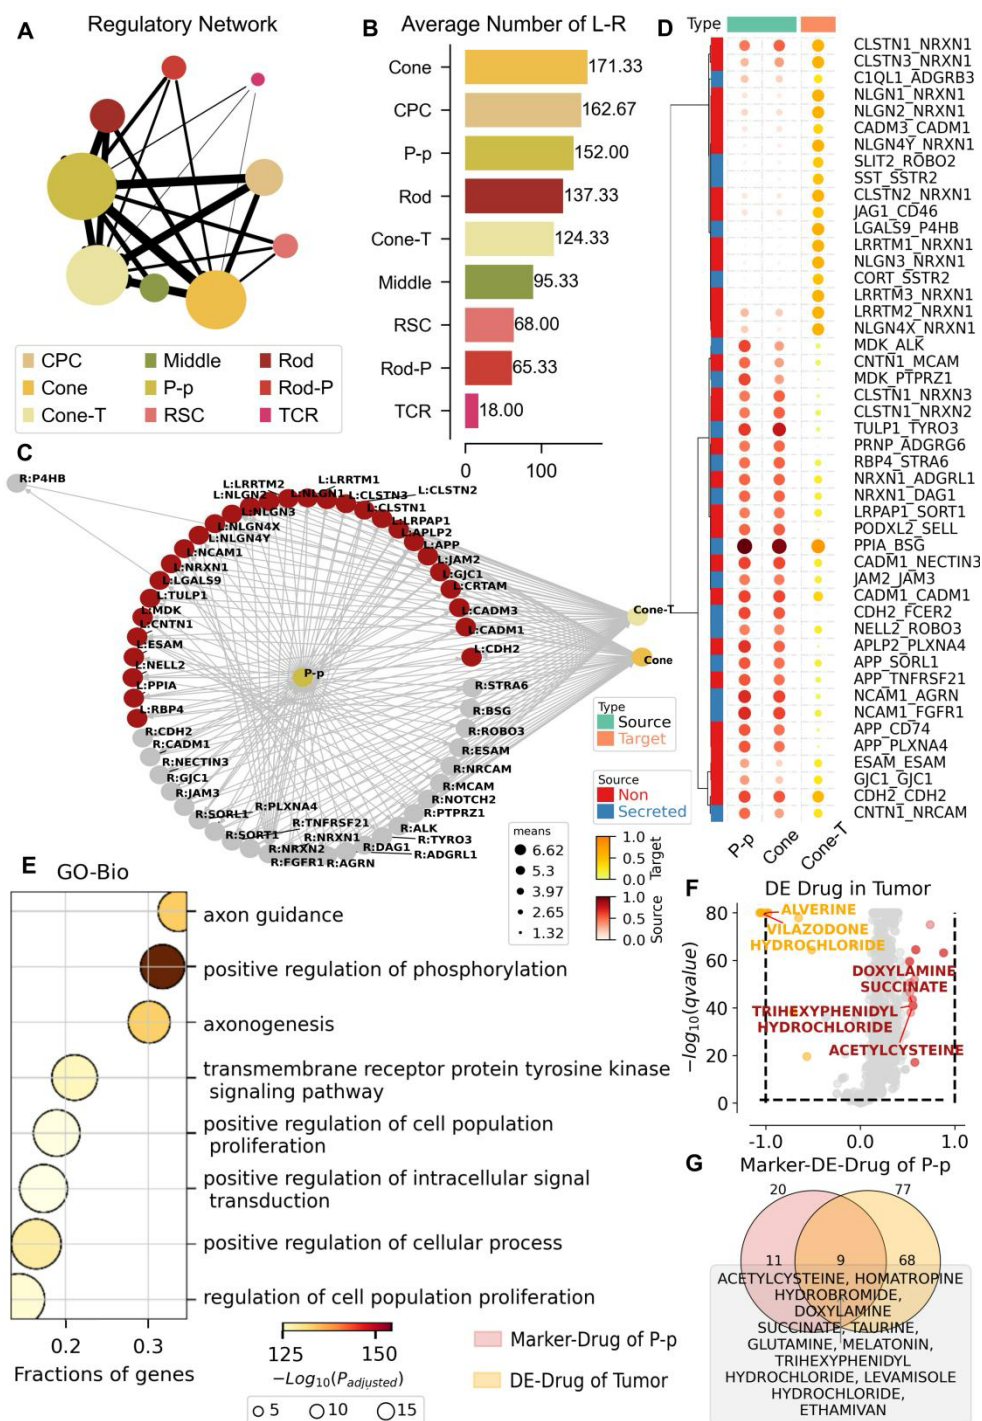 A
Regulatory Network
CPC
Middle
Rod
Cone
P-p
Rod-P
Cone-T
RSC
TCR
B
Average Number of L-R
Cone
171.33
CPC
162.67
P-p
152.00
Rod
137.33
Cone-T
124.33
Middle
95.33
RSC
68.00
Rod-P
65.33
TCR
18.00
0
100
C
R:P4HB
L:LRRTM2
L:LRRTM1
L:NLGN2
L:NLGN1
L:CLSTN3
L:CLSTN2
L:NLGN3
L:CLSTN1
L:NLGN4X
L:LRPAP1
L:NLGN4Y
L:APLP2
L:NCAM1
L:APP
L:NRXN1
L:JAM2
L:LGALS9
L:GJC1
L:TULP1
L:CRTAM
L:MDK
L:CADM3
L:CNTN1
L:CADM1
L:ESAM
L:CDH2
L:NELL2
L:PPIA
L:RBP4
P-p
Cone-T
Cone
R:STRA6
R:BSG
R:CDH2
R:ROBO3
R:CADM1
R:ESAM
R:NECTIN3
R:NRCAM
R:GJC1
R:MCAM
R:JAM3
R:NOTCH2
R:SORL1
R:PLXNA4
R:PTPRZ1
R:TNFRSF21
R:ALK
R:SORT1
R:NRXN1
R:TYRO3
R:NRXN2
R:DAG1
R:ADGRL1
R:FGFR1
R:AGRN
means
6.62
5.3
3.97
2.65
1.32
Type
Source
Target
Source
Non
Secreted
1.0
0.5
0.0
Target
1.0
0.5
0.0
Source
D
Type
CLSTN1_NRXN1
CLSTN3_NRXN1
C1QL1_ADGRB3
NLGN1_NRXN1
NLGN2_NRXN1
CADM3_CADM1
NLGN4Y_NRXN1
SLIT2_ROBO2
SST_SSTR2
CLSTN2_NRXN1
JAG1_CD46
LGALS9_P4HB
LRRTM1_NRXN1
NLGN3_NRXN1
CORT_SSTR2
LRRTM3_NRXN1
LRRTM2_NRXN1
NLGN4X_NRXN1
MDK_ALK
CNTN1_MCAM
MDK_PTPRZ1
CLSTN1_NRXN3
CLSTN1_NRXN2
TULP1_TYRO3
PRNP_ADGRG6
RBP4_STRA6
NRXN1_ADGRL1
NRXN1_DAG1
LRPAP1_SORT1
PODXL2_SELL
PPIA_BSG
CADM1_NECTIN3
JAM2_JAM3
CADM1_CADM1
CDH2_FCER2
NELL2_ROBO3
APLP2_PLXNA4
APP_SORL1
APP_TNFRSF21
NCAM1_AGRN
NCAM1_FGFR1
APP_CD74
APP_PLXNA4
ESAM_ESAM
GJC1_GJC1
CDH2_CDH2
CNTN1_NRCAM
P-p
Cone
Cone-T
E
GO-Bio
axon guidance
positive regulation of phosphorylation
axonogenesis
transmembrane receptor protein tyrosine kinase
signaling pathway
positive regulation of cell population
proliferation
positive regulation of intracellular signal
transduction
positive regulation of cellular process
regulation of cell population proliferation
0.2
0.3
Fractions of genes
125
150
−Log10(Padjusted)
5
10
15
F
DE Drug in Tumor
80
60
40
20
0
−log10(qvalue)
ALVERINE
VILAZODONE
HYDROCHLORIDE
DOXYLAMINE
SUCCINATE
TRIHEXYPHENIDYL
HYDROCHLORIDE
ACETYLCYSTEINE
-1.0
0.0
1.0
G
Marker-DE-Drug of P-p
20
77
11
9
68
ACETYLCYSTEINE, HOMATROPINE
HYDROBROMIDE,
DOXYLAMINE
SUCCINATE, TAURINE,
GLUTAMINE, MELATONIN,
TRIHEXYPHENIDYL
HYDROCHLORIDE, LEVAMISOLE
HYDROCHLORIDE,
ETHAMIVAN
Marker-Drug of P-p
DE-Drug of Tumor